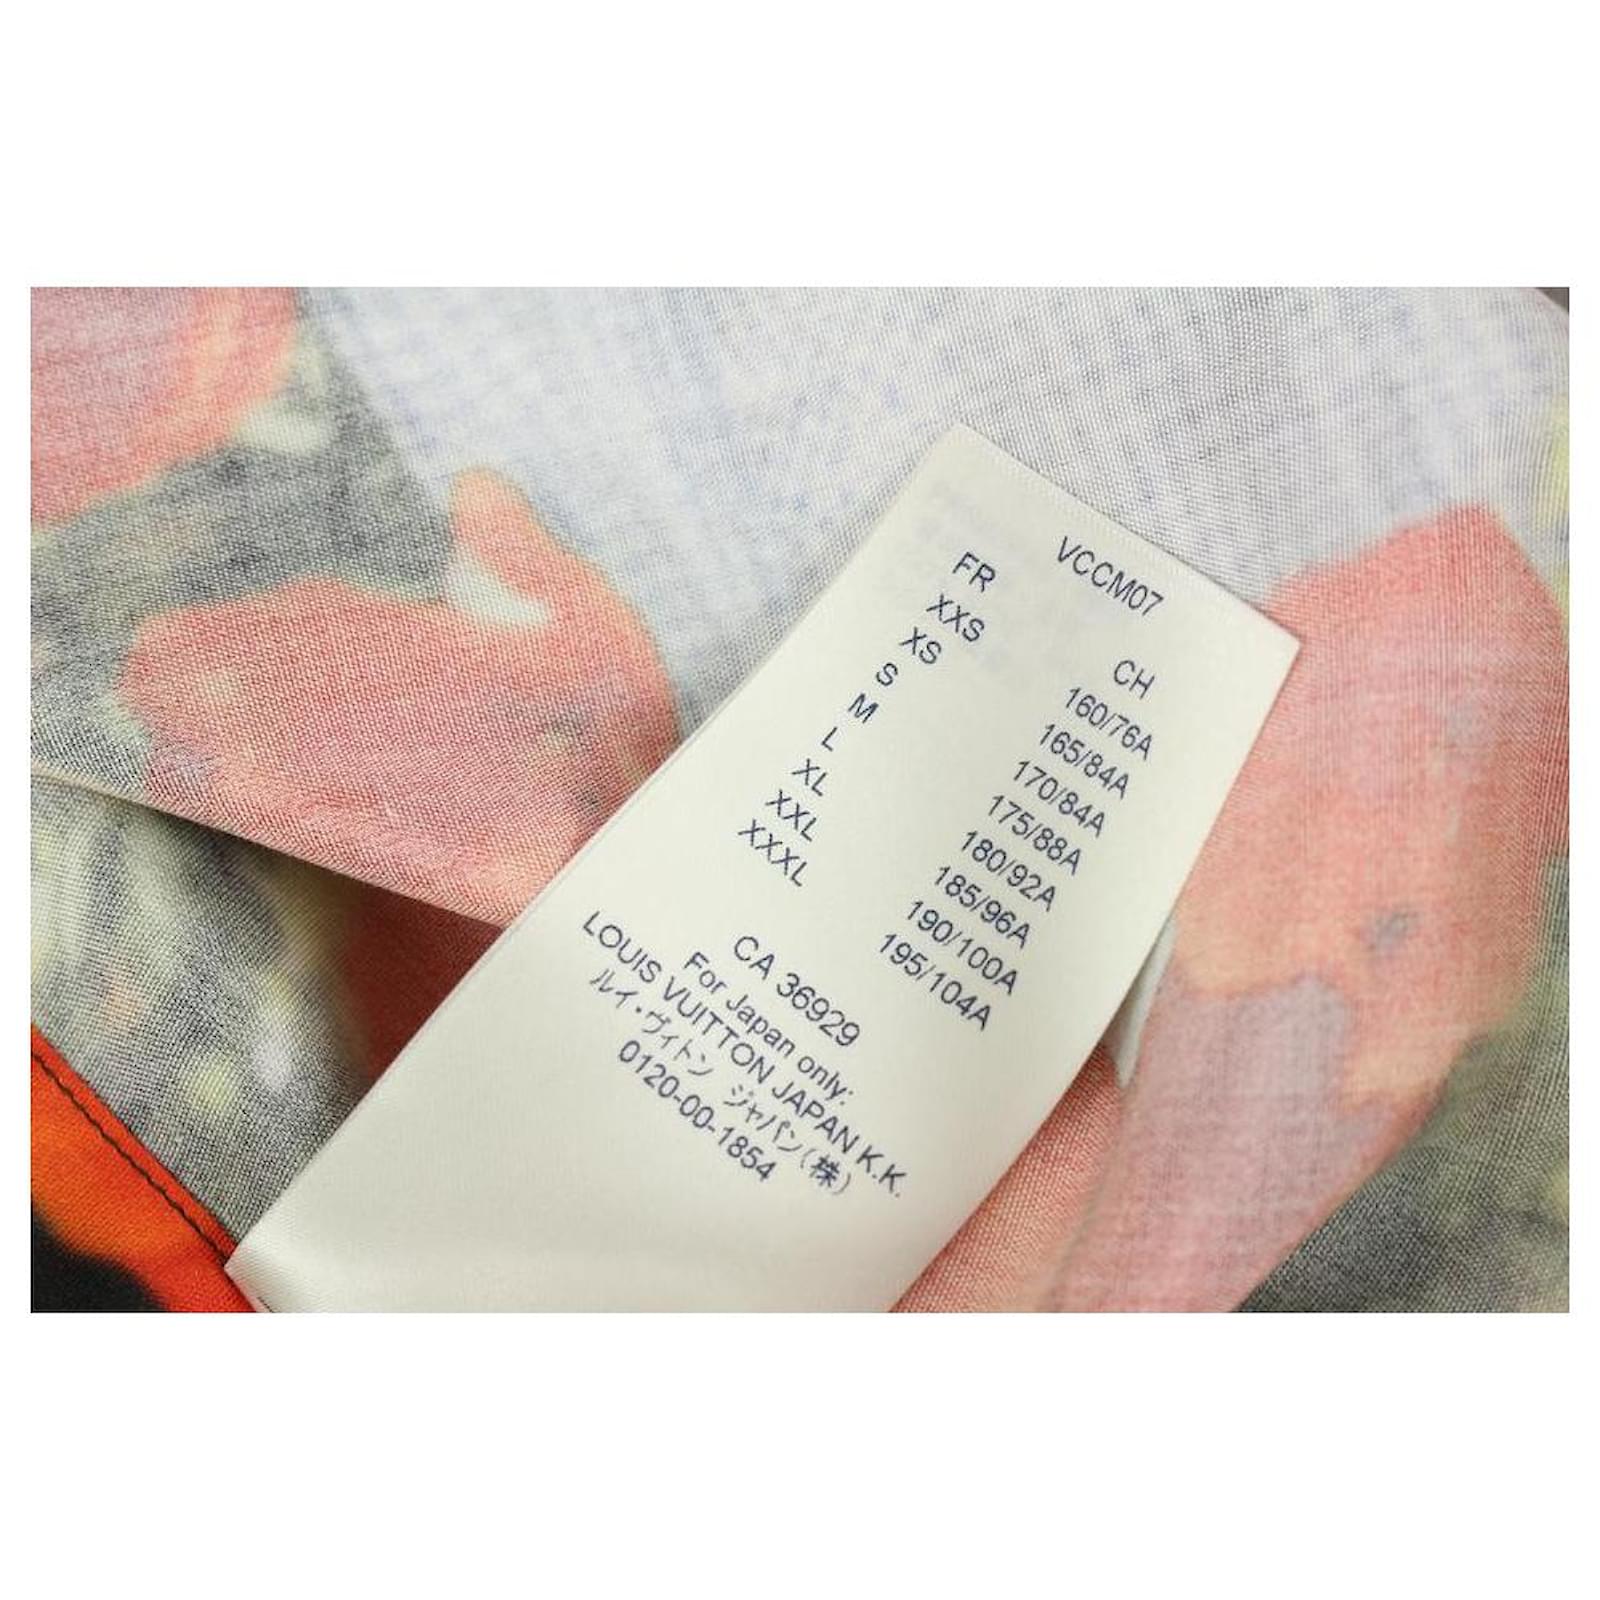 VCCM07
FR CH
XXS 160/76A
XS 165/84A
S 170/84A
M 175/88A
L 180/92A
XL 185/96A
XXL 190/100A
XXXL 195/104A
CA 36929
For Japan only:
LOUIS VUITTON JAPAN K.K.
ルイ・ヴィトン ジャパン(株)
0120-00-1854